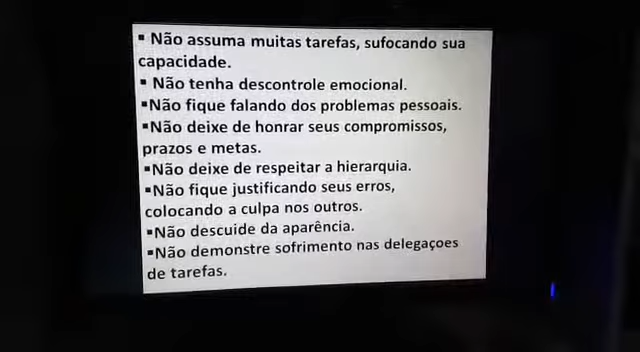 ▪ Não assuma muitas tarefas, sufocando sua
capacidade.
▪ Não tenha descontrole emocional.
▪Não fique falando dos problemas pessoais.
▪Não deixe de honrar seus compromissos,
prazos e metas.
▪Não deixe de respeitar a hierarquia.
▪Não fique justificando seus erros,
colocando a culpa nos outros.
▪Não descuide da aparência.
▪Não demonstre sofrimento nas delegaçoes
de tarefas.